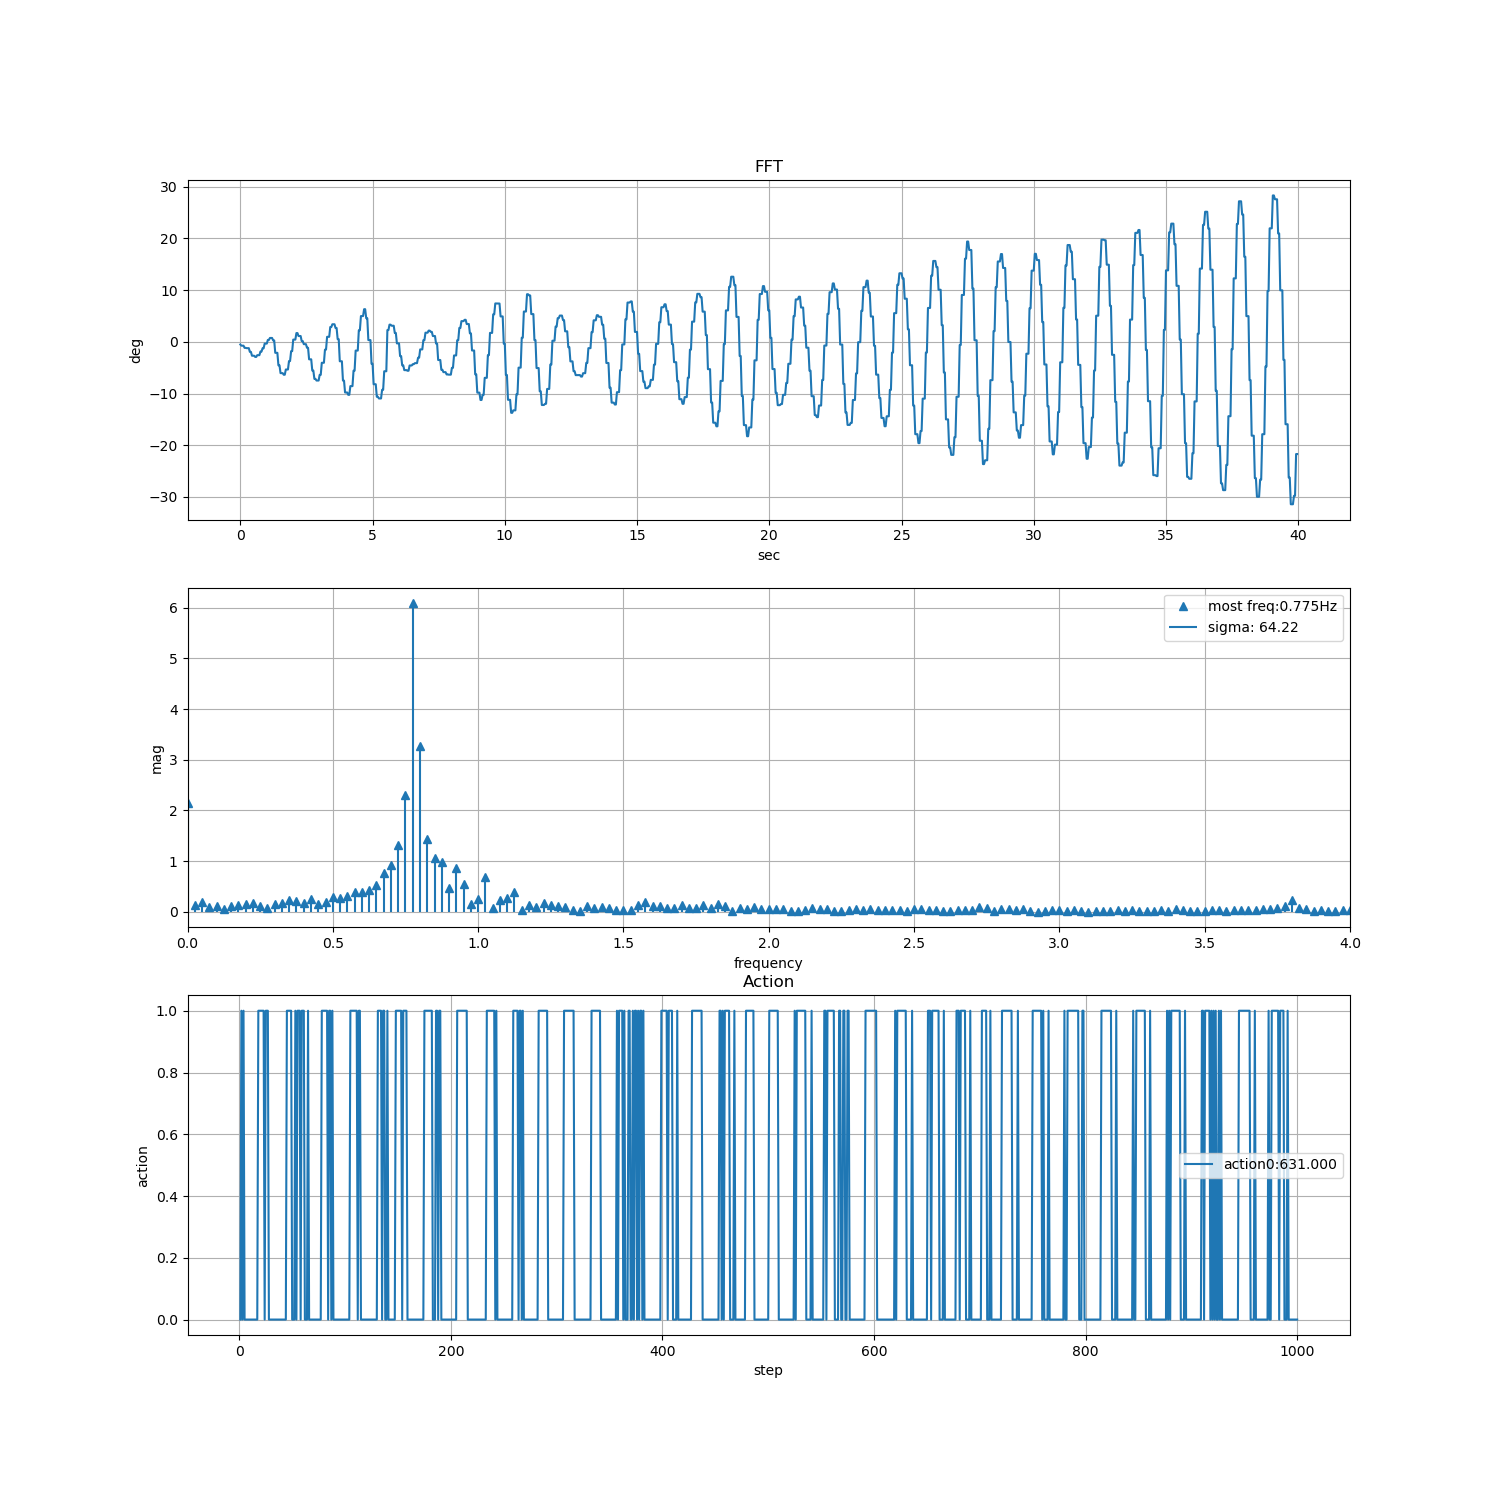 FFT
30
20
10
0
−10
−20
−30
deg
0 5 10 15 20 25 30 35 40
sec
most freq:0.775Hz
sigma: 64.22
6
5
4
3
2
1
0
mag
0.0 0.5 1.0 1.5 2.0 2.5 3.0 3.5 4.0
frequency
Action
1.0
0.8
0.6
0.4
0.2
0.0
action
action0:631.000
0 200 400 600 800 1000
step